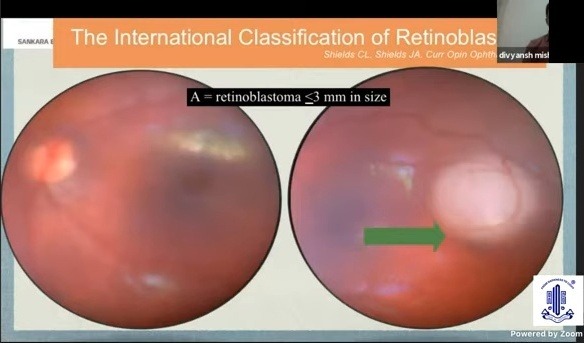 SANKARA E
The International Classification of Retinoblas
Shields CL, Shields JA. Curr Opin Ophth
divyansh mist
A = retinoblastoma ≤3 mm in size
Powered by Zoom